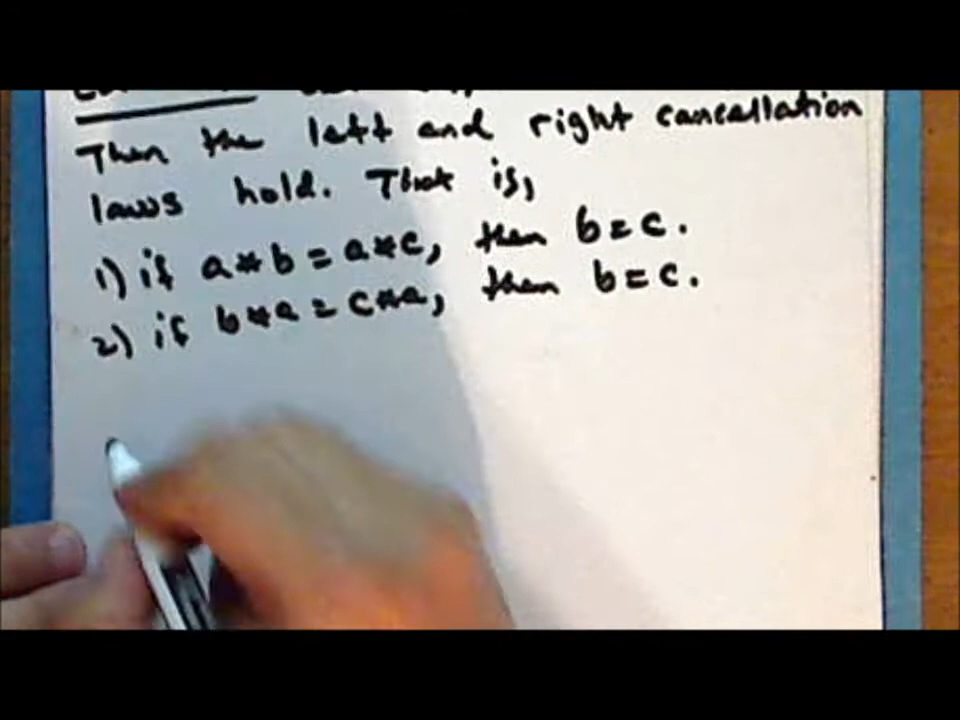 Then the left and right cancellation
laws hold. That is,
1) if a*b = a*c, then b=c.
2) if b*a = c*a, then b=c.